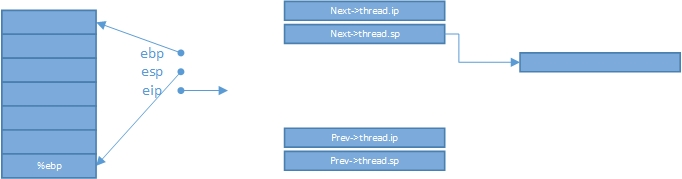 Next->thread.ip
Next->thread.sp
ebp
esp
eip
Prev->thread.ip
Prev->thread.sp
%ebp